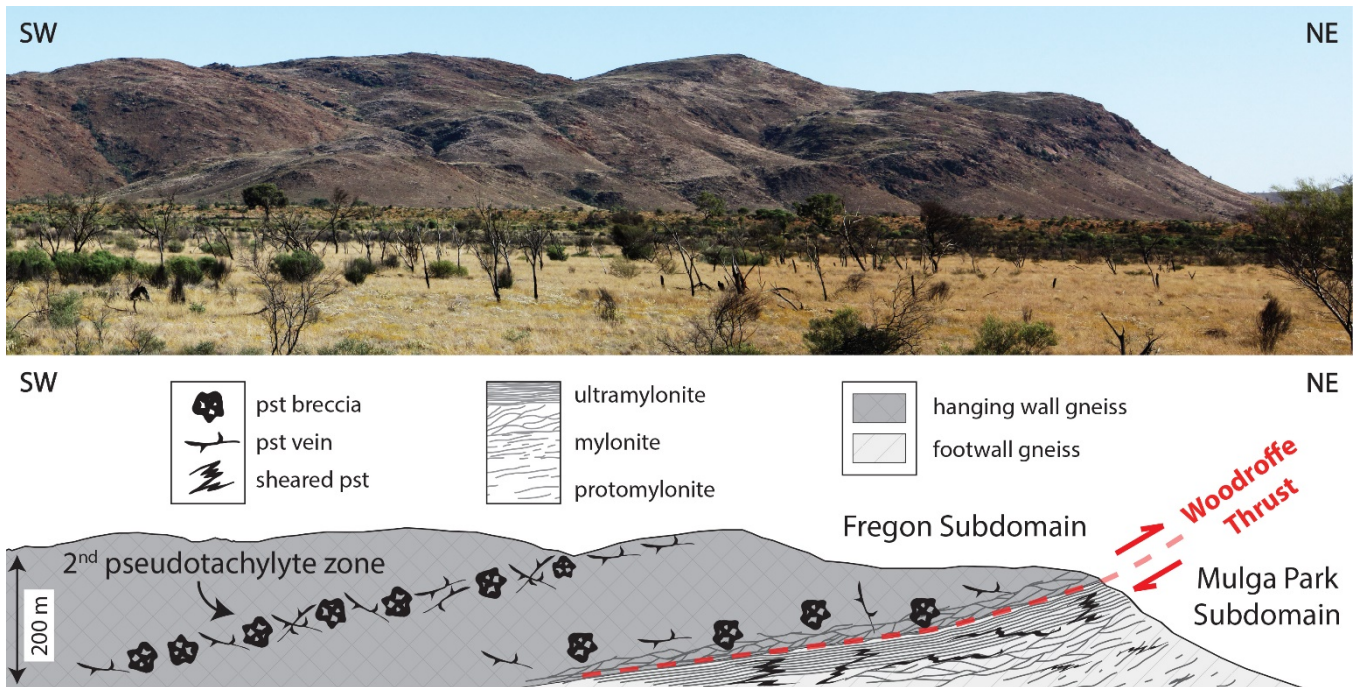 SW
NE
SW
NE
pst breccia
pst vein
sheared pst
ultramylonite
mylonite
protomylonite
hanging wall gneiss
footwall gneiss
Woodroffe
Thrust
Fregon Subdomain
2nd pseudotachylyte zone
Mulga Park
Subdomain
200 m